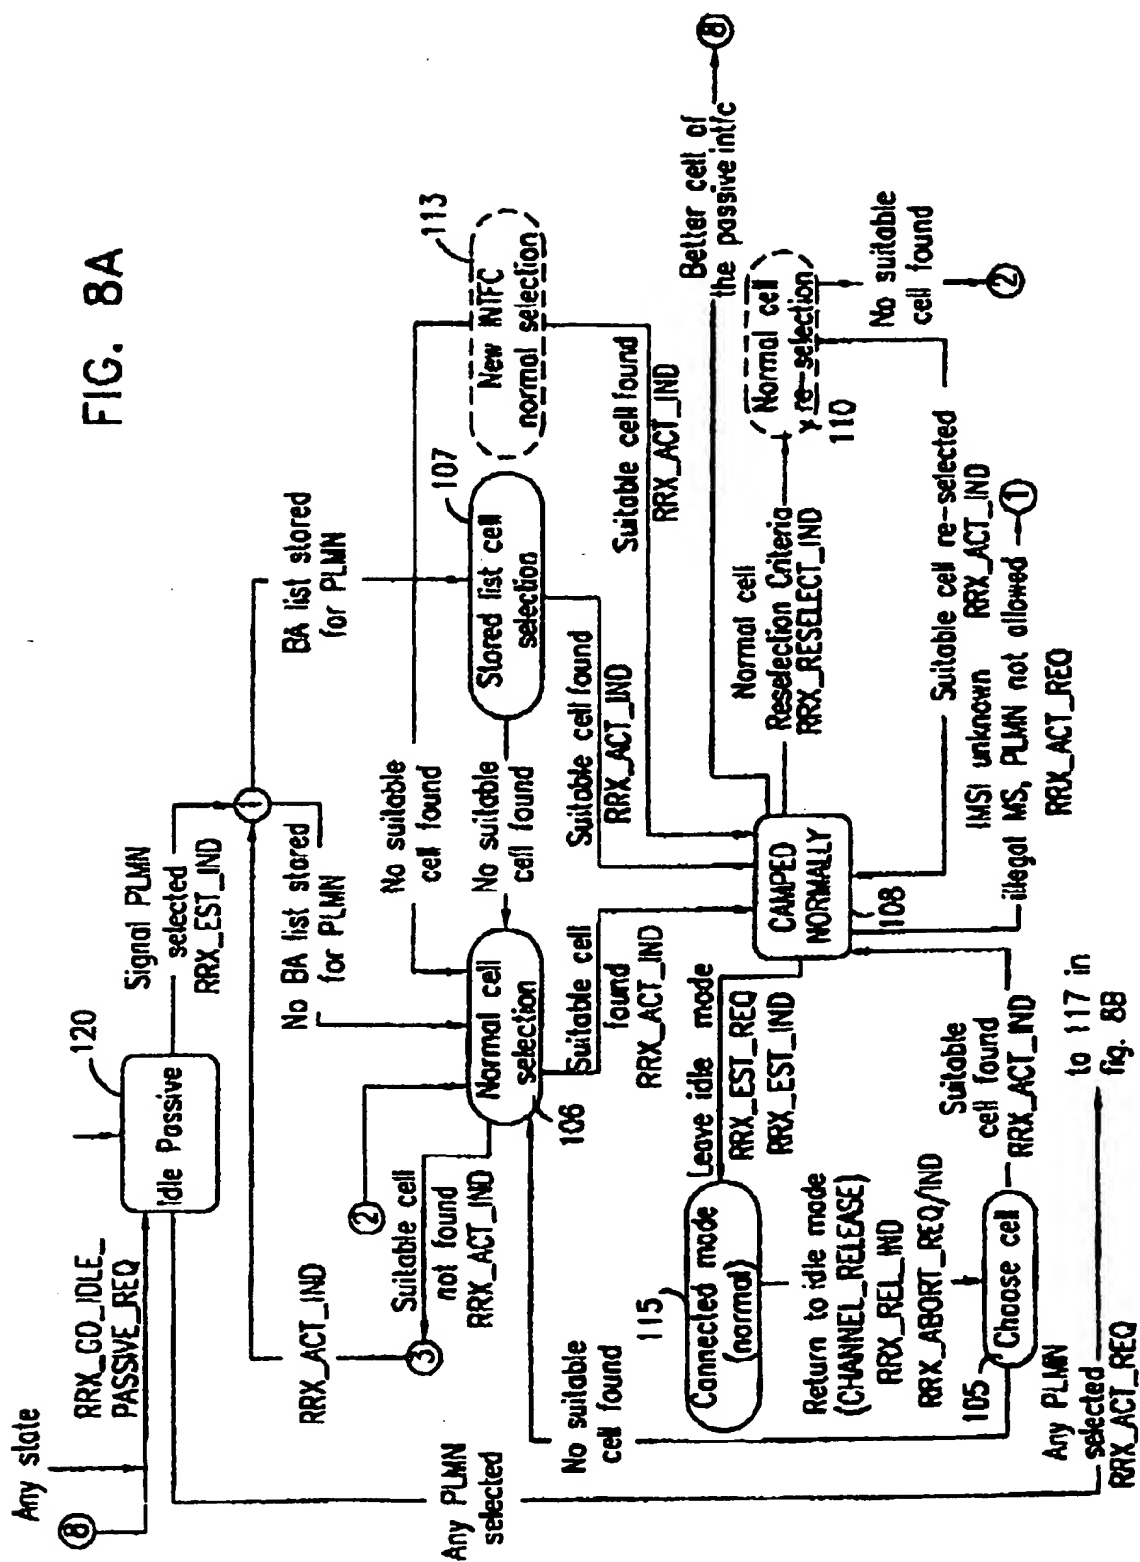 FIG. 8A
Any state
8
RRX_GO_IDLE_
PASSIVE_REQ
120
Idle Passive
Signal PLMN
selected
RRX_EST_IND
1
BA list stored
for PLMN
No BA list stored
for PLMN
RRX_ACT_IND
3
2
Suitable cell
not found
RRX_ACT_IND
Any PLMN
selected
No suitable
cell found
No suitable
cell found
Normal cell
selection
106
107
Stored list cell
selection
113
New INTFC
normal selection
Suitable cell
found
RRX_ACT_IND
Suitable cell found
RRX_ACT_IND
Suitable cell found
RRX_ACT_IND
No suitable
cell found
115
Connected mode
(normal)
Leave idle mode
RRX_EST_REQ
RRX_EST_IND
CAMPED
NORMALLY
108
Normal cell
Reselection Criteria
RRX_RESELECT_IND
Better cell of
the passive intfc
8
Normal cell
re-selection
110
No suitable
cell found
2
Return to idle mode
(CHANNEL_RELEASE)
RRX_REL_IND
RRX_ABORT_REQ/IND
105
Choose cell
Suitable
cell found
RRX_ACT_IND
Suitable cell re-selected
RRX_ACT_IND
IMSI unknown
illegal MS, PLMN not allowed
1
RRX_ACT_REQ
Any PLMN
selected
RRX_ACT_REQ
to 117 in
fig. 8B